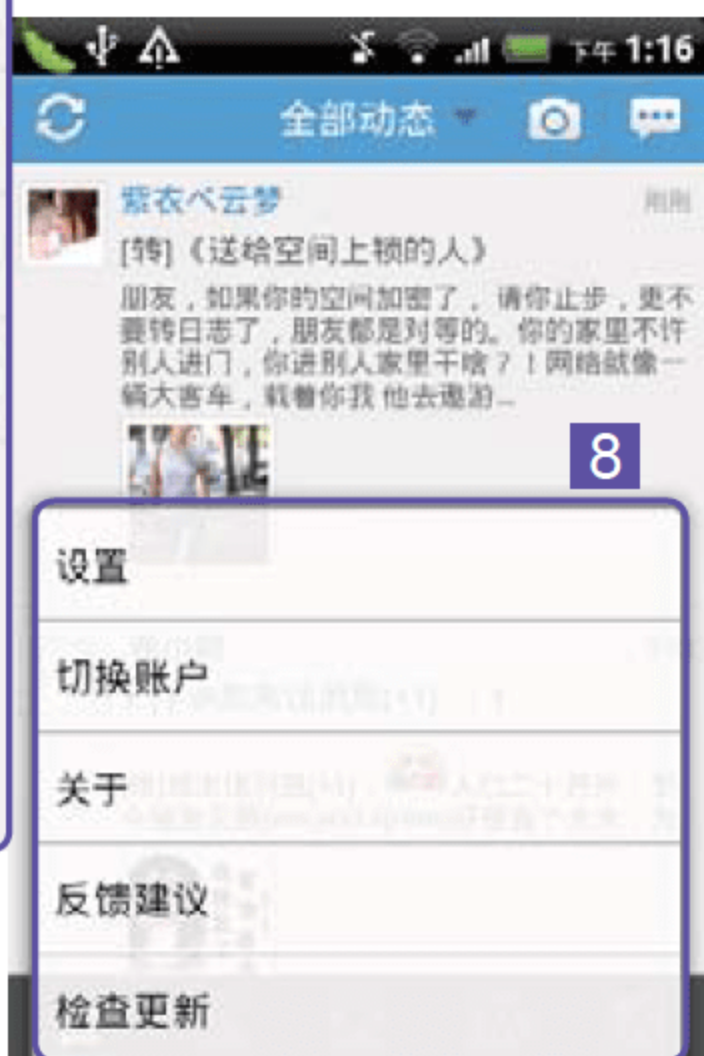 下午 1:16
全部动态
紫衣べ云梦
刚刚
[转]《送给空间上锁的人》
朋友，如果你的空间加密了，请你止步，更不
要转日志了，朋友都是对等的。你的家里不许
别人进门，你进别人家里干啥？！网络就像一
辆大客车，载着你我 他去遨游...
8
设置
切换账户
关于
反馈建议
检查更新